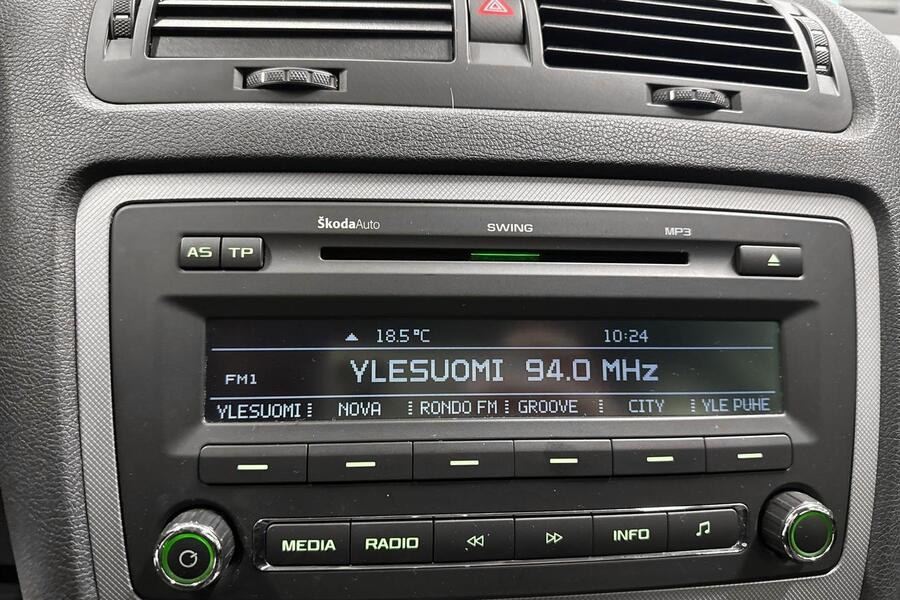 ŠkodaAuto SWING MP3
AS TP
18.5°C 10:24
FM1 YLESUOMI 94.0 MHz
YLESUOMI NOVA RONDO FM GROOVE CITY YLE PUHE
MEDIA RADIO INFO